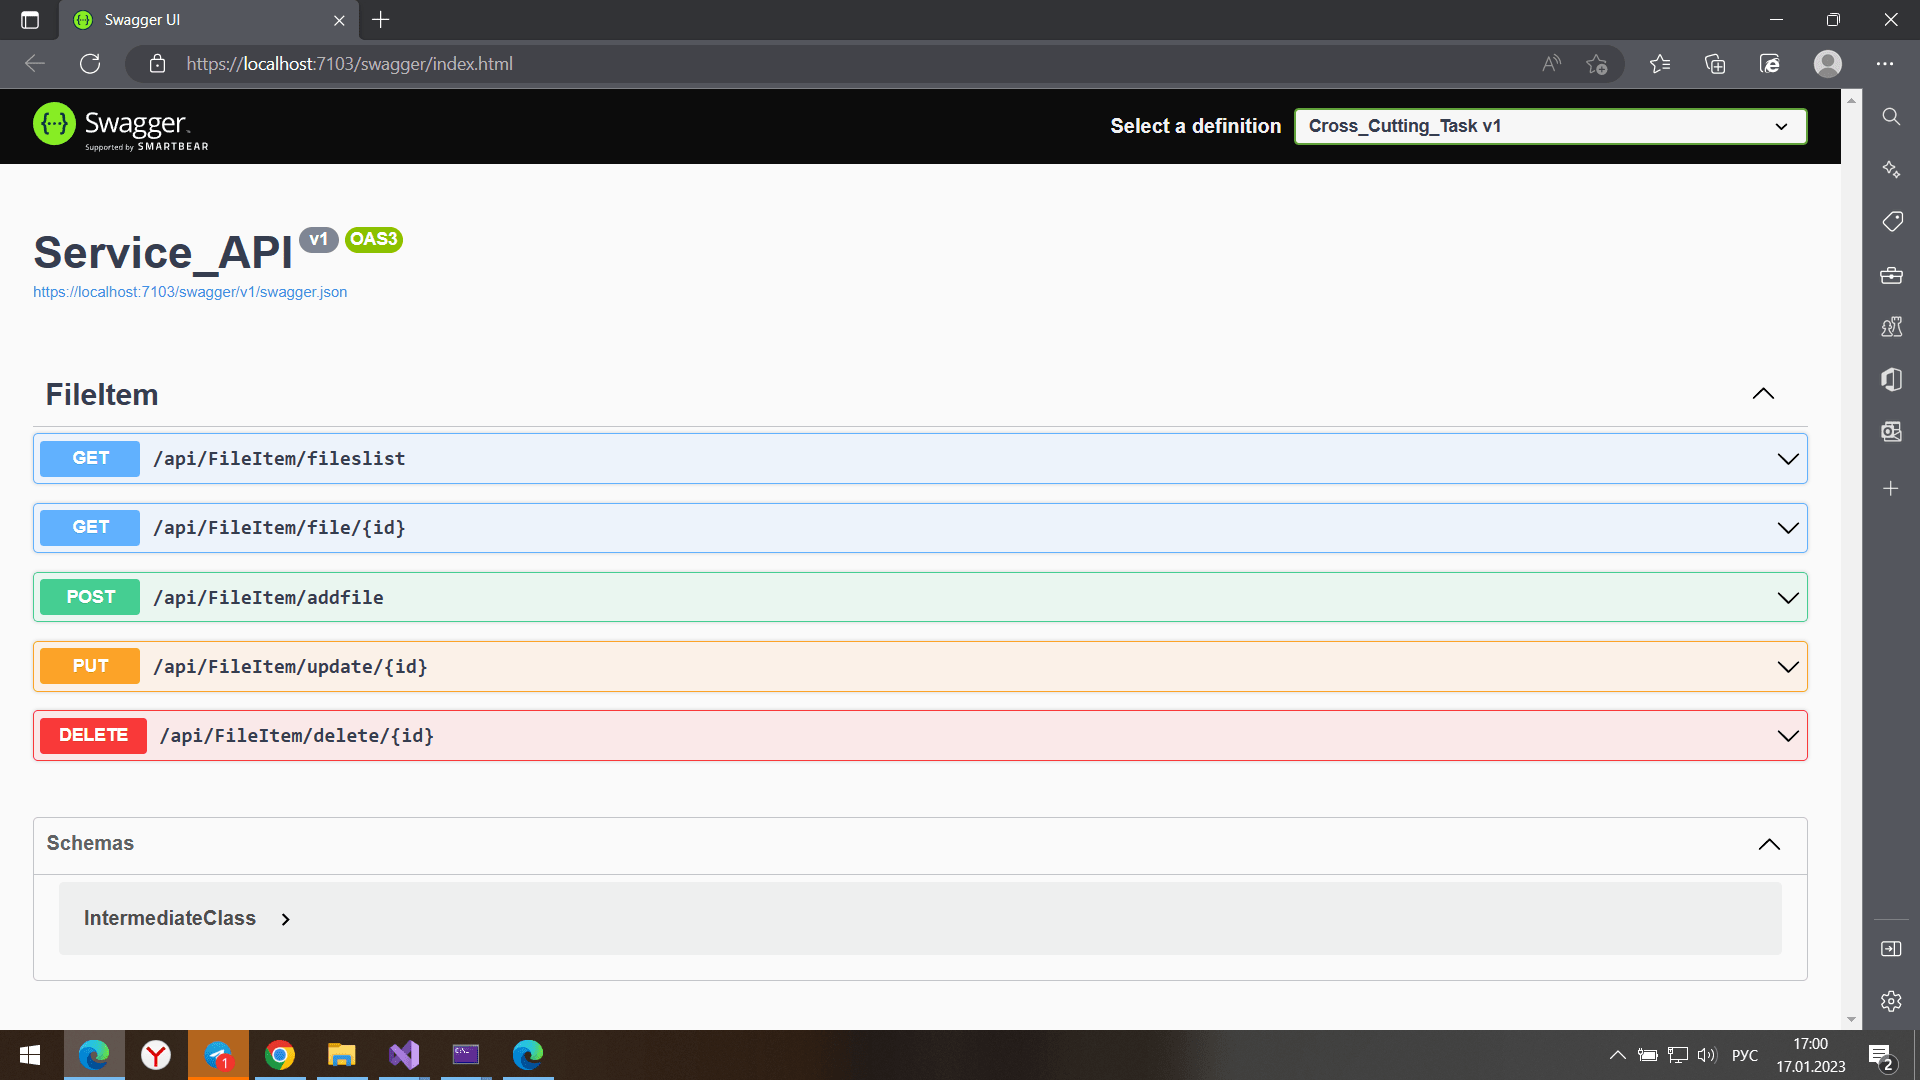 Swagger UI
https://localhost:7103/swagger/index.html
Swagger.
Supported by SMARTBEAR
Select a definition
Cross_Cutting_Task v1
Service_API v1 OAS3
https://localhost:7103/swagger/v1/swagger.json
FileItem
GET /api/FileItem/fileslist
GET /api/FileItem/file/{id}
POST /api/FileItem/addfile
PUT /api/FileItem/update/{id}
DELETE /api/FileItem/delete/{id}
Schemas
IntermediateClass
1
РУС
17:00
17.01.2023
2